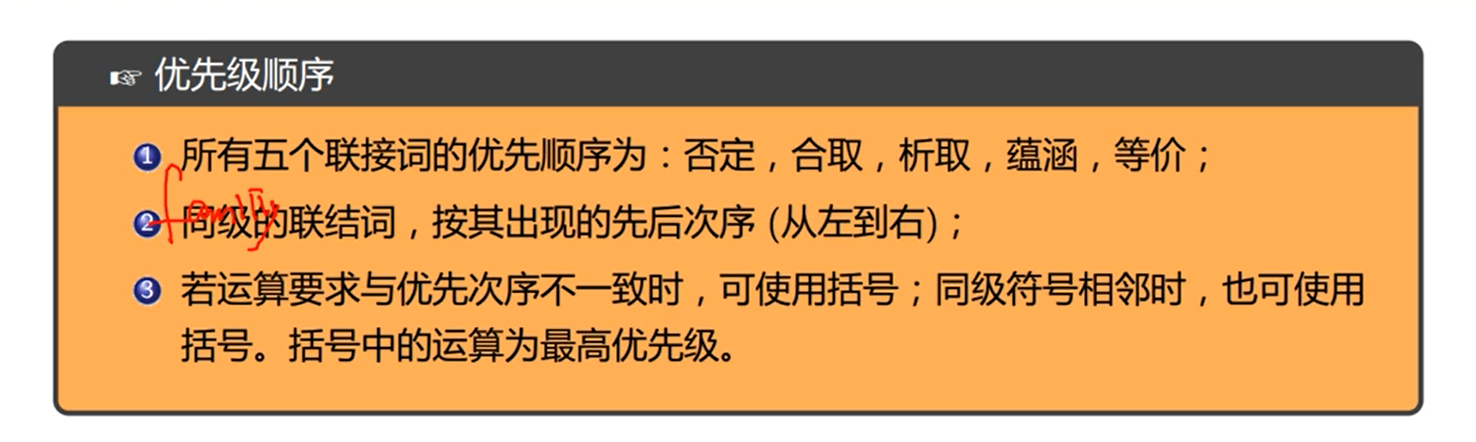 ☞ 优先级顺序
1 所有五个联接词的优先顺序为：否定，合取，析取，蕴涵，等价；
2 同级的联结词，按其出现的先后次序 (从左到右)；
3 若运算要求与优先次序不一致时，可使用括号；同级符号相邻时，也可使用
括号。括号中的运算为最高优先级。